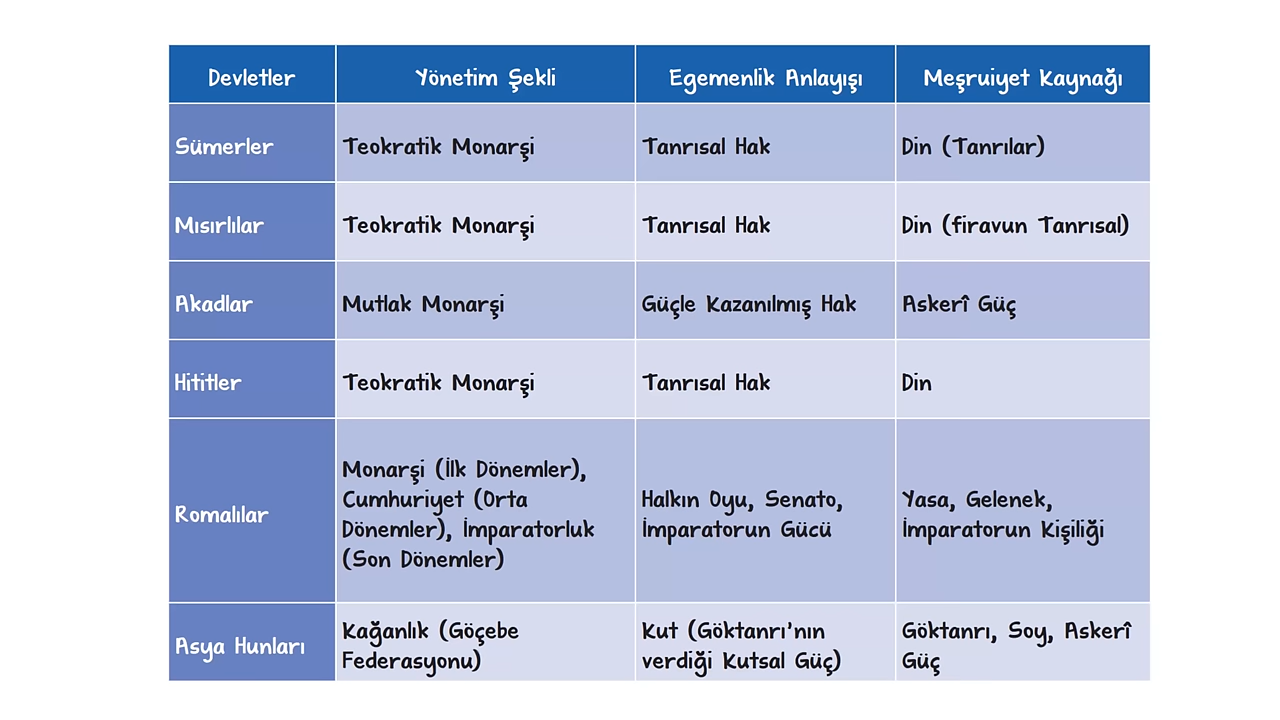 Devletler Yönetim Şekli Egemenlik Anlayışı Meşruiyet Kaynağı
Sümerler Teokratik Monarşi Tanrısal Hak Din (Tanrılar)
Mısırlılar Teokratik Monarşi Tanrısal Hak Din (firavun Tanrısal)
Akadlar Mutlak Monarşi Güçle Kazanılmış Hak Askerî Güç
Hititler Teokratik Monarşi Tanrısal Hak Din
Romalılar
Monarşi (İlk Dönemler),
Cumhuriyet (Orta
Dönemler), İmparatorluk
(Son Dönemler)
Halkın Oyu, Senato,
İmparatorun Gücü
Yasa, Gelenek,
İmparatorun Kişiliği
Asya Hunları
Kağanlık (Göçebe
Federasyonu)
Kut (Göktanrı'nın
verdiği Kutsal Güç)
Göktanrı, Soy, Askerî
Güç